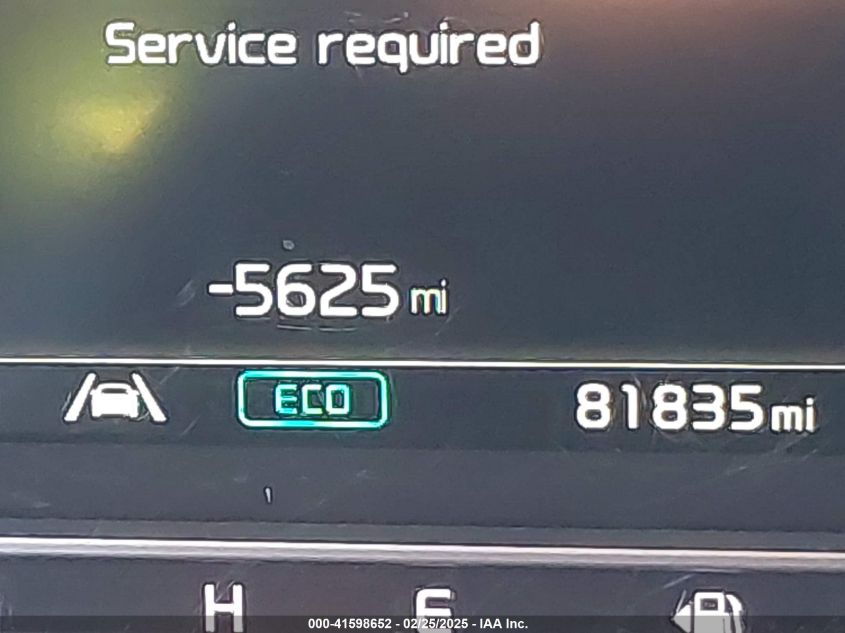 Service required
-5625 mi
ECO 81835 mi
H E
000-41598652 - 02/25/2025 - IAA Inc.